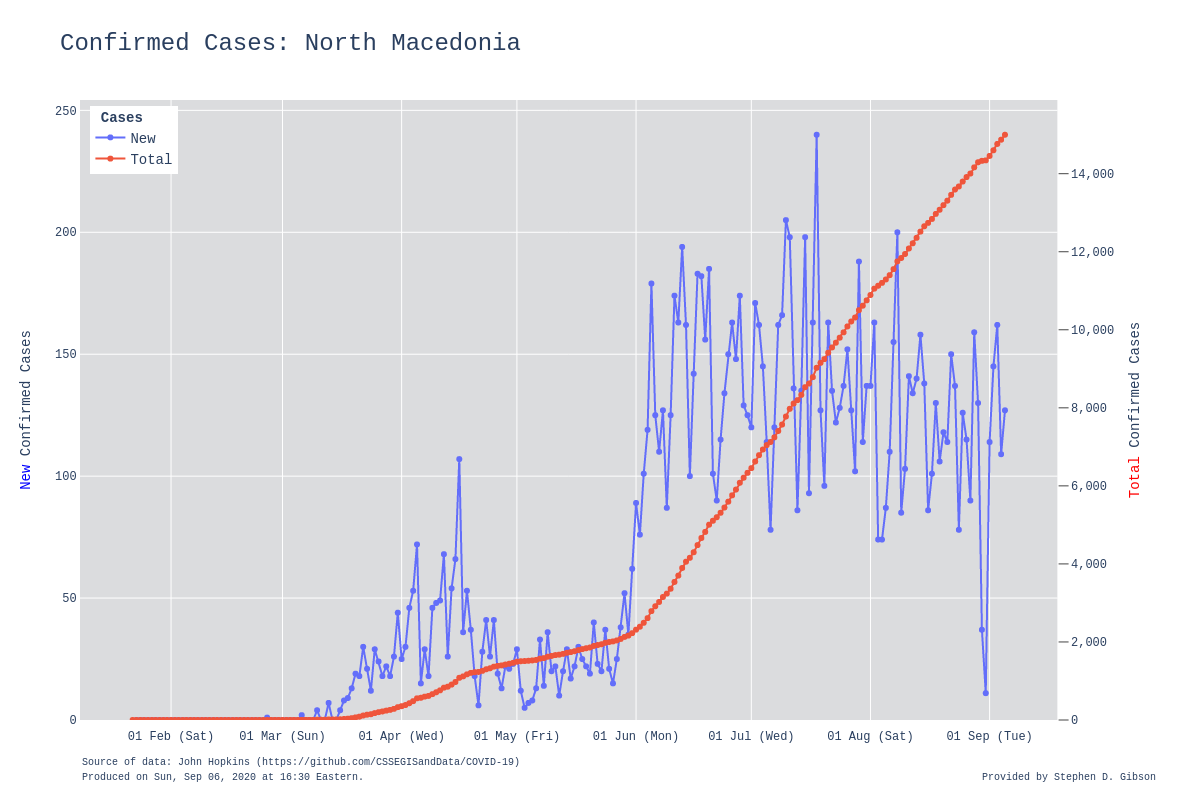 Confirmed Cases: North Macedonia
Cases
New
Total
250
200
150
100
50
0
New Confirmed Cases
14,000
12,000
10,000
8,000
6,000
4,000
2,000
0
Total Confirmed Cases
01 Feb (Sat) 01 Mar (Sun) 01 Apr (Wed) 01 May (Fri) 01 Jun (Mon) 01 Jul (Wed) 01 Aug (Sat) 01 Sep (Tue)
Source of data: John Hopkins (https://github.com/CSSEGISandData/COVID-19)
Produced on Sun, Sep 06, 2020 at 16:30 Eastern.
Provided by Stephen D. Gibson